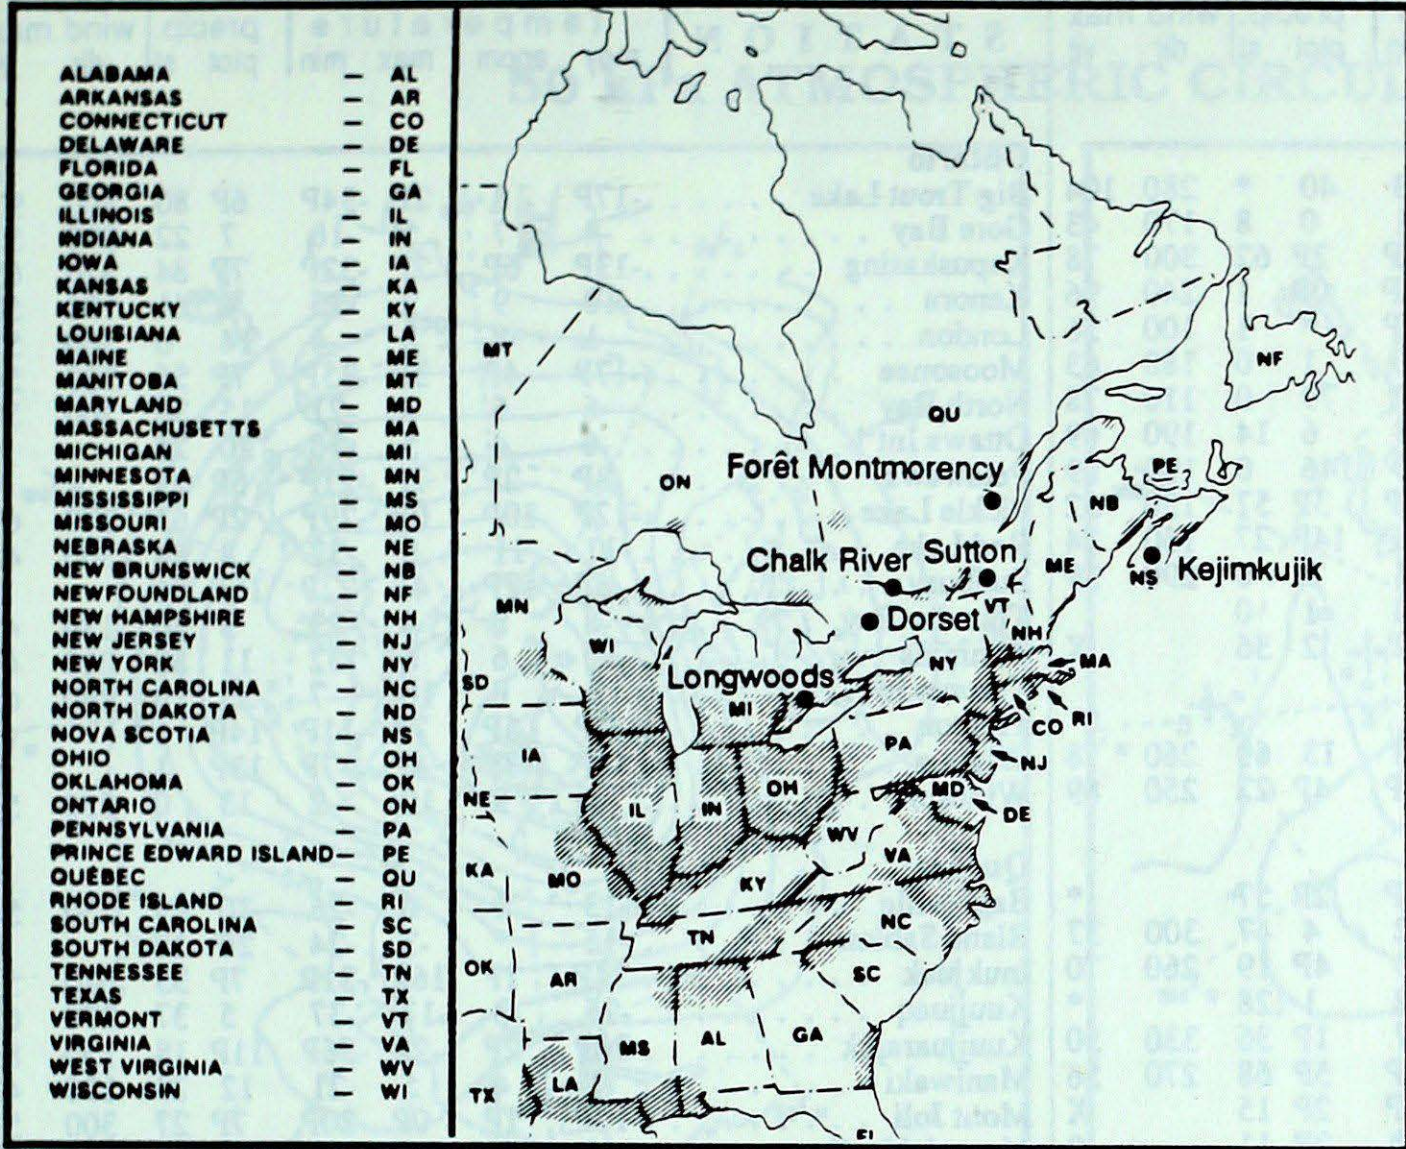 ALABAMA — AL
ARKANSAS — AR
CONNECTICUT — CO
DELAWARE — DE
FLORIDA — FL
GEORGIA — GA
ILLINOIS — IL
INDIANA — IN
IOWA — IA
KANSAS — KA
KENTUCKY — KY
LOUISIANA — LA
MAINE — ME
MANITOBA — MT
MARYLAND — MD
MASSACHUSETTS — MA
MICHIGAN — MI
MINNESOTA — MN
MISSISSIPPI — MS
MISSOURI — MO
NEBRASKA — NE
NEW BRUNSWICK — NB
NEWFOUNDLAND — NF
NEW HAMPSHIRE — NH
NEW JERSEY — NJ
NEW YORK — NY
NORTH CAROLINA — NC
NORTH DAKOTA — ND
NOVA SCOTIA — NS
OHIO — OH
OKLAHOMA — OK
ONTARIO — ON
PENNSYLVANIA — PA
PRINCE EDWARD ISLAND — PE
QUÉBEC — QU
RHODE ISLAND — RI
SOUTH CAROLINA — SC
SOUTH DAKOTA — SD
TENNESSEE — TN
TEXAS — TX
VERMONT — VT
VIRGINIA — VA
WEST VIRGINIA — WV
WISCONSIN — WI
MT
NF
QU
Forêt Montmorency
PE
ON
NB
Chalk River
Sutton
ME
NS
Kejimkujik
MN
VT
Dorset
NH
WI
NY
MA
SD
Longwoods
MI
RI
CO
IA
PA
NJ
NE
IL
IN
OH
MD
DE
WV
VA
KA
MO
KY
NC
TN
OK
AR
SC
MS
AL
GA
LA
TX
FL